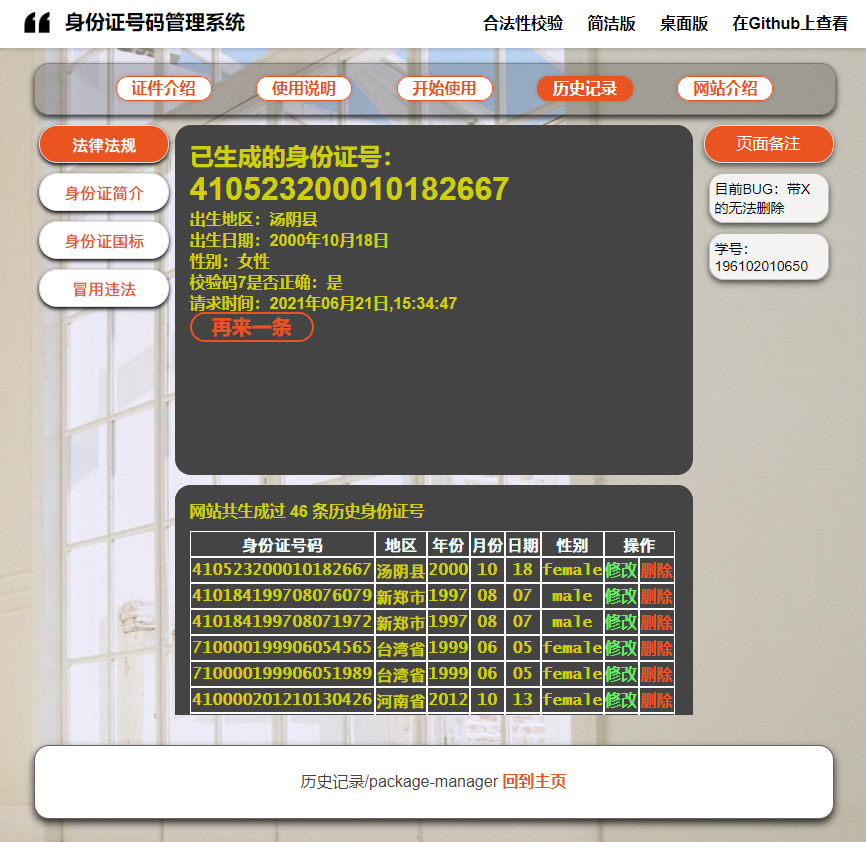 身份证号码管理系统
合法性校验 简洁版 桌面版 在Github上查看
证件介绍 使用说明 开始使用 历史记录 网站介绍
法律法规
身份证简介
身份证国标
冒用违法
已生成的身份证号：
410523200010182667
出生地区：汤阴县
出生日期：2000年10月18日
性别：女性
校验码7是否正确：是
请求时间：2021年06月21日,15:34:47
再来一条
页面备注
目前BUG：带X
的无法删除
学号：
196102010650
网站共生成过 46 条历史身份证号
身份证号码 地区 年份 月份 日期 性别 操作
410523200010182667 汤阴县 2000 10 18 female 修改 删除
410184199708076079 新郑市 1997 08 07 male 修改 删除
410184199708071972 新郑市 1997 08 07 male 修改 删除
710000199906054565 台湾省 1999 06 05 female 修改 删除
710000199906051989 台湾省 1999 06 05 female 修改 删除
410000201210130426 河南省 2012 10 13 female 修改 删除
历史记录/package-manager 回到主页